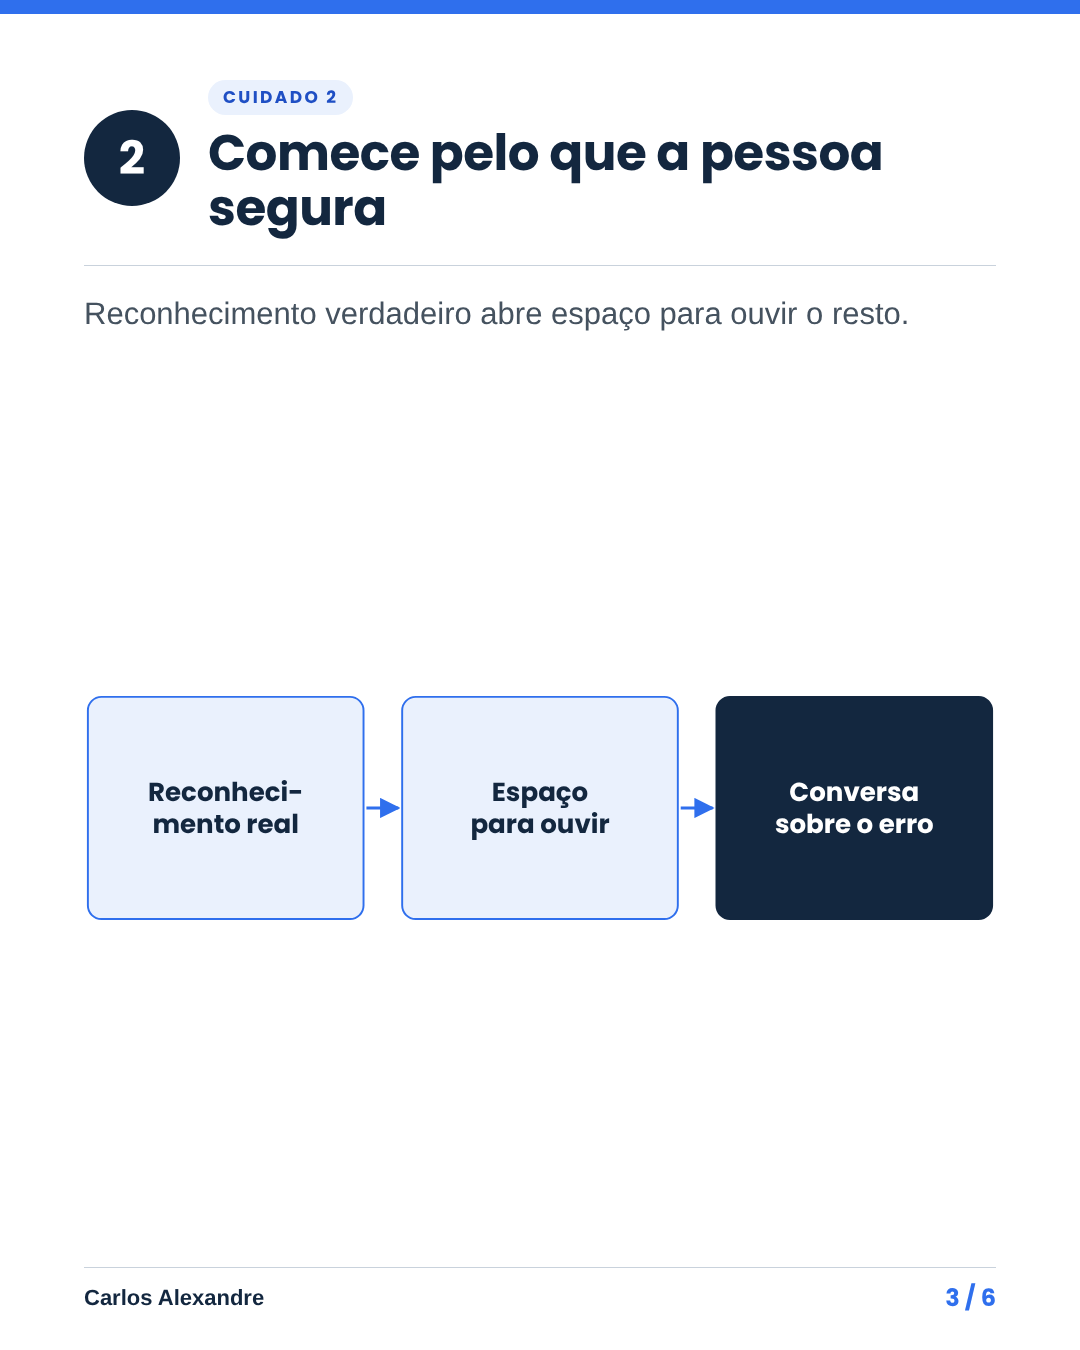 CUIDADO 2
2
Comece pelo que a pessoa
segura
Reconhecimento verdadeiro abre espaço para ouvir o resto.
Reconheci-
mento real
Espaço
para ouvir
Conversa
sobre o erro
Carlos Alexandre
3 / 6